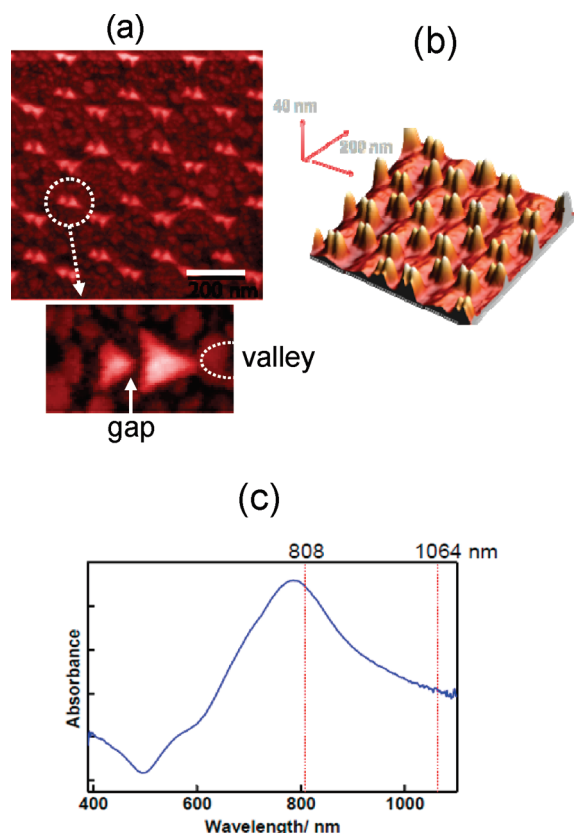 (a)
(b)
40 nm
200 nm
200 nm
valley
gap
(c)
808 1064 nm
Absorbance
400 600 800 1000
Wavelength/ nm